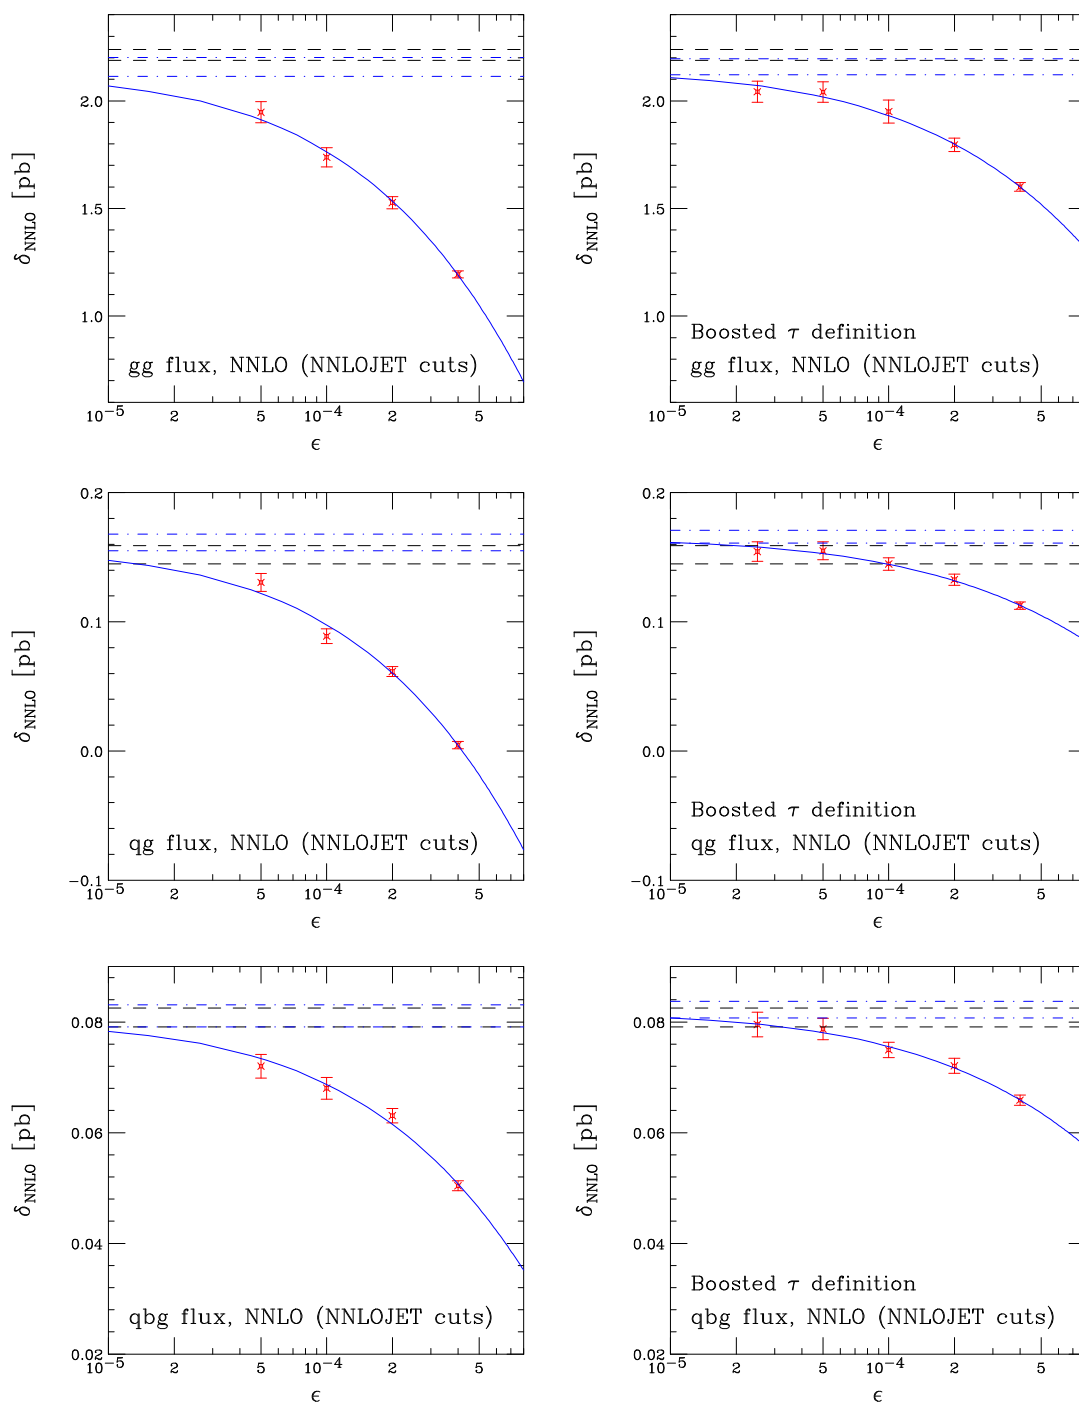 δNNLO [pb]
2.0
1.5
1.0
gg flux, NNLO (NNLOJET cuts)
10⁻⁵ 2 5 10⁻⁴ 2 5
ϵ
δNNLO [pb]
2.0
1.5
1.0
Boosted τ definition
gg flux, NNLO (NNLOJET cuts)
10⁻⁵ 2 5 10⁻⁴ 2 5
ϵ
δNNLO [pb]
0.2
0.1
0.0
−0.1
qg flux, NNLO (NNLOJET cuts)
10⁻⁵ 2 5 10⁻⁴ 2 5
ϵ
δNNLO [pb]
0.2
0.1
0.0
−0.1
Boosted τ definition
qg flux, NNLO (NNLOJET cuts)
10⁻⁵ 2 5 10⁻⁴ 2 5
ϵ
δNNLO [pb]
0.08
0.06
0.04
0.02
qbg flux, NNLO (NNLOJET cuts)
10⁻⁵ 2 5 10⁻⁴ 2 5
ϵ
δNNLO [pb]
0.08
0.06
0.04
0.02
Boosted τ definition
qbg flux, NNLO (NNLOJET cuts)
10⁻⁵ 2 5 10⁻⁴ 2 5
ϵ